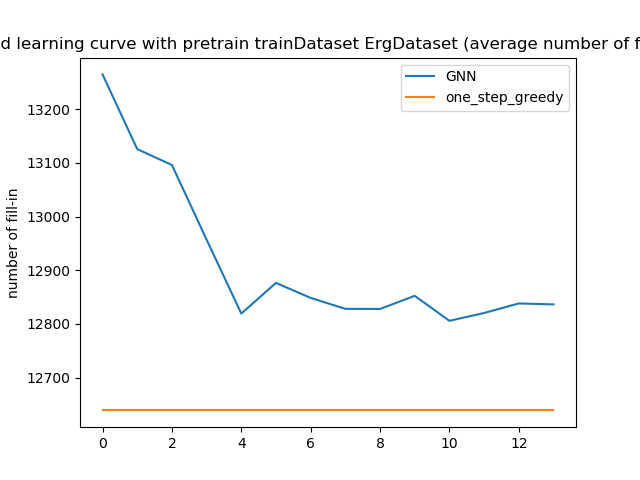 d learning curve with pretrain trainDataset ErgDataset (average number of f
GNN
one_step_greedy
number of fill-in
13200
13100
13000
12900
12800
12700
0 2 4 6 8 10 12